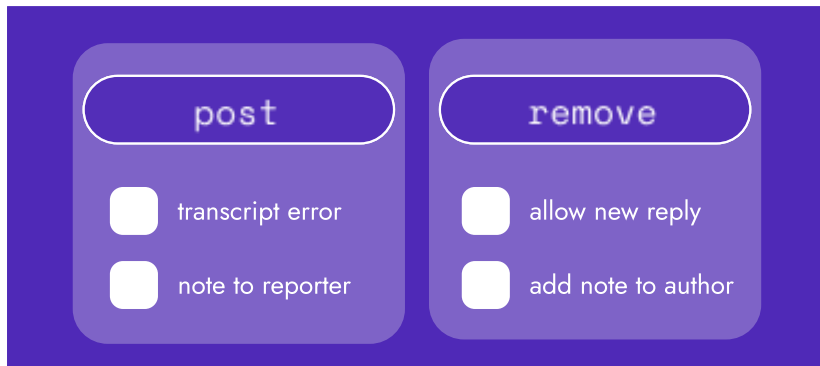 post
transcript error
note to reporter
remove
allow new reply
add note to author